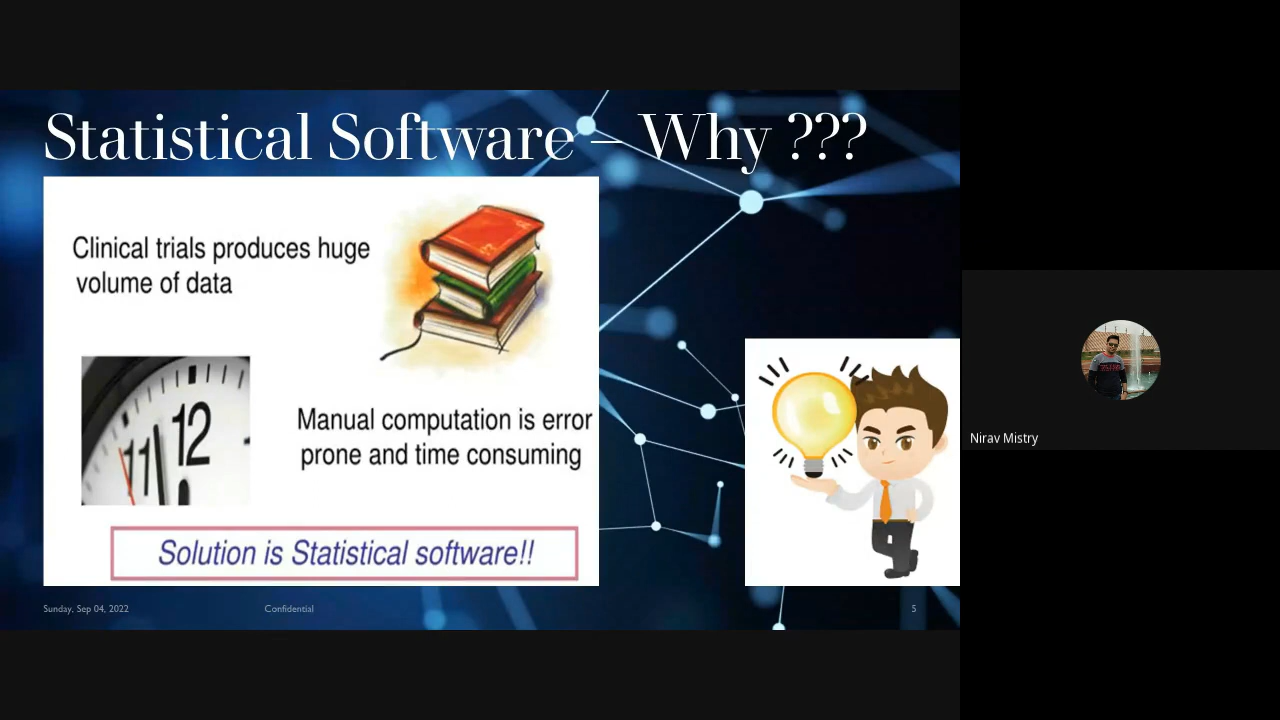 Statistical Software – Why ???
Clinical trials produces huge
volume of data
12
11
Manual computation is error
prone and time consuming
Solution is Statistical software!!
Sunday, Sep 04, 2022
Confidential
5
Nirav Mistry